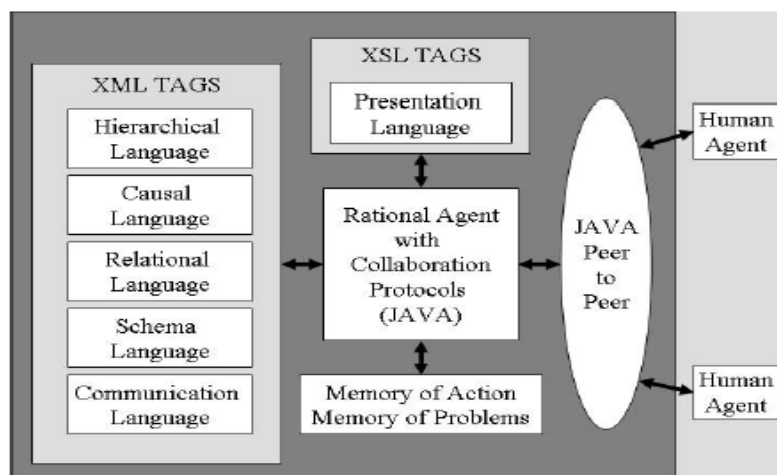 XML TAGS
Hierarchical
Language
Causal
Language
Relational
Language
Schema
Language
Communication
Language
XSL TAGS
Presentation
Language
Rational Agent
with
Collaboration
Protocols
(JAVA)
Memory of Action
Memory of Problems
JAVA
Peer
to
Peer
Human
Agent
Human
Agent